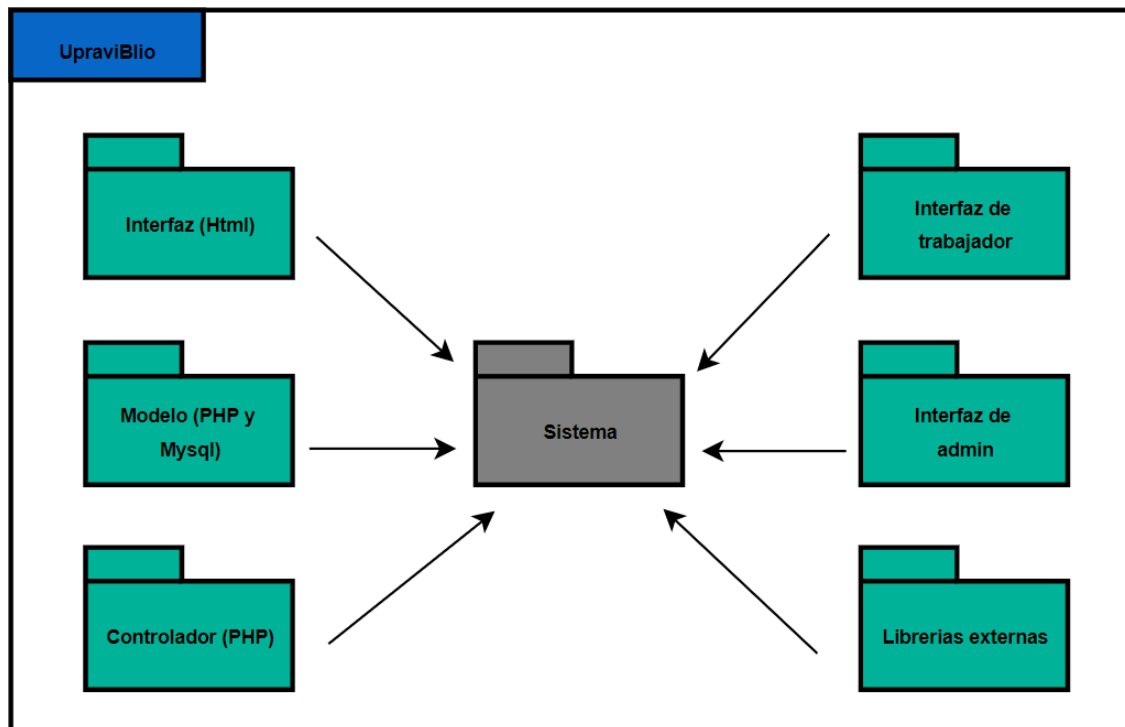 UpraviBlio
Interfaz (Html)
Interfaz de
trabajador
Modelo (PHP y
Mysql)
Sistema
Interfaz de
admin
Controlador (PHP)
Librerias externas